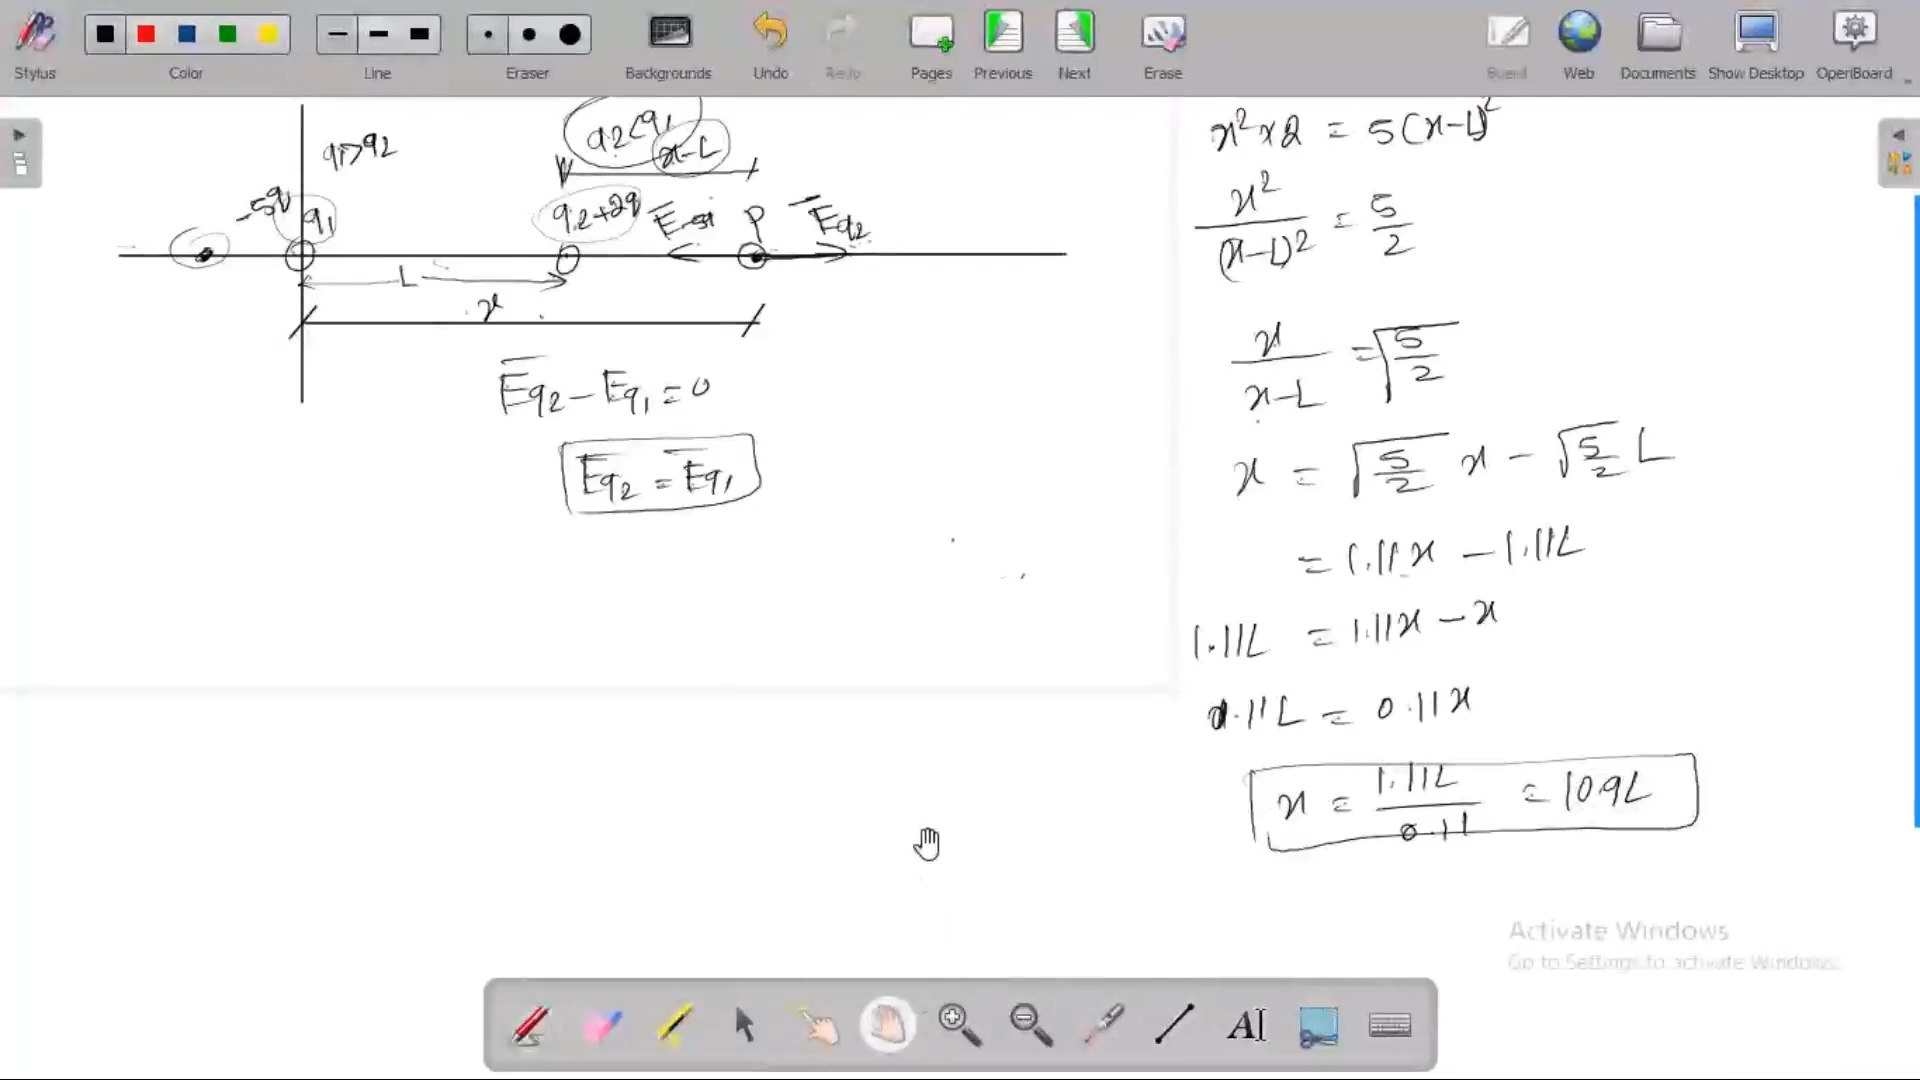 Stylus Color Line Eraser Backgrounds Undo Redo Pages Previous Next Erase Board Web Documents Show Desktop OpenBoard
q1>q2
q2<q1
x-L
-5q q1
q2+2q
P
Eq2
L
x
Eq2 - Eq1 = 0
Eq2 = Eq1
x² x 2 = 5(x-L)²
x²/(x-L)2 = 5/2
x/(x-L) = √(5/2)
x = √(5/2) x - √(5/2) L
= 1.11x - 1.11L
1.11L = 1.11x - x
1.11L = 0.11x
x = 1.11L/0.11 = 10.9L
Activate Windows
Go to Settings to activate Windows.
AI